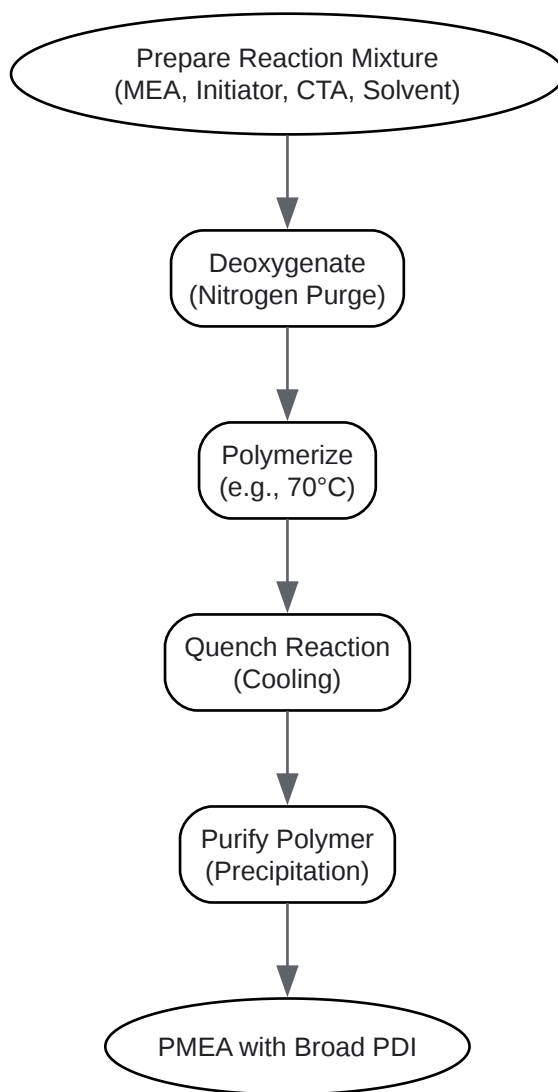 Prepare Reaction Mixture
(MEA, Initiator, CTA, Solvent)
Deoxygenate
(Nitrogen Purge)
Polymerize
(e.g., 70°C)
Quench Reaction
(Cooling)
Purify Polymer
(Precipitation)
PMEA with Broad PDI